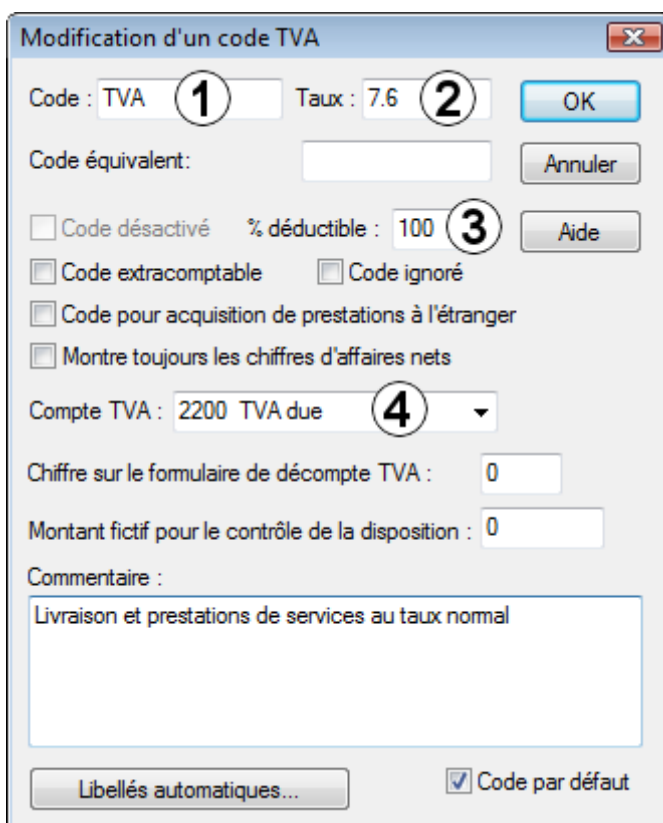 Modification d'un code TVA
Code : TVA 1 Taux : 7.6 2 OK
Code équivalent: Annuler
Code désactivé % déductible : 100 3 Aide
Code extracomptable Code ignoré
Code pour acquisition de prestations à l'étranger
Montre toujours les chiffres d'affaires nets
Compte TVA : 2200 TVA due 4
Chiffre sur le formulaire de décompte TVA : 0
Montant fictif pour le contrôle de la disposition : 0
Commentaire :
Livraison et prestations de services au taux normal
Libellés automatiques... Code par défaut